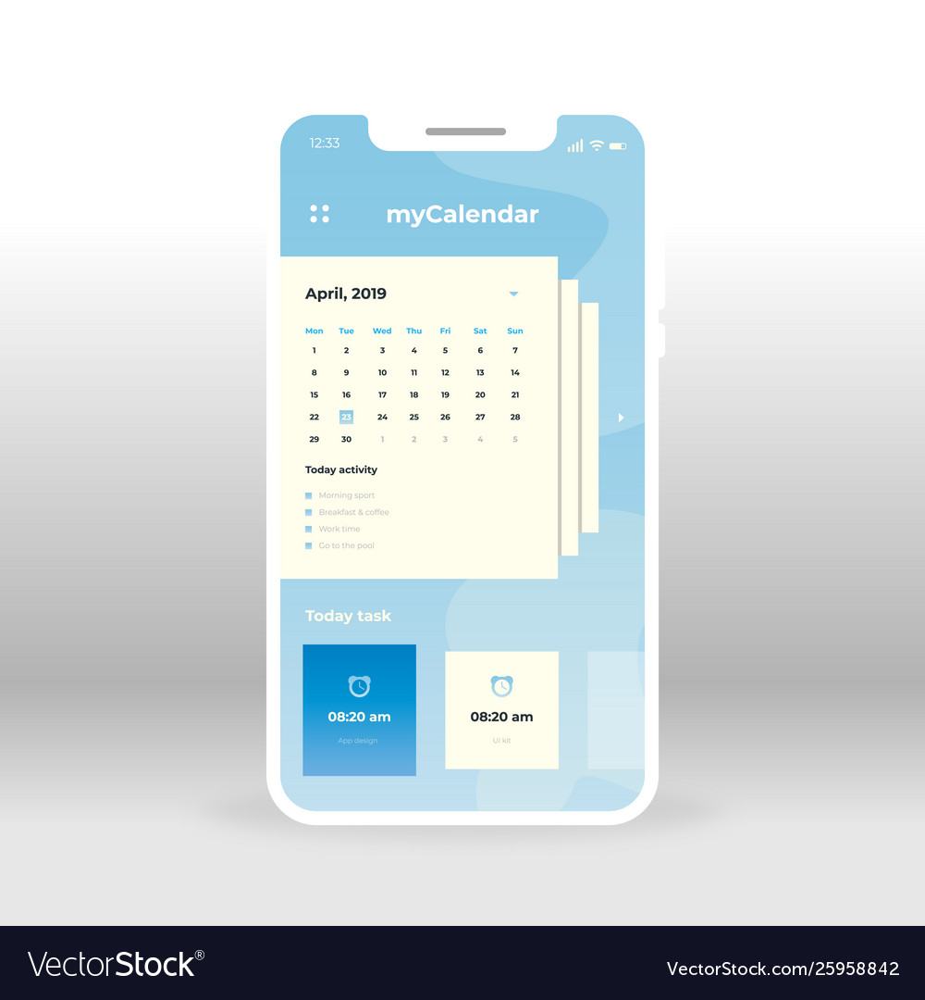 12:33
myCalendar
April, 2019
Mon Tue Wed Thu Fri Sat Sun
1 2 3 4 5 6 7
8 9 10 11 12 13 14
15 16 17 18 19 20 21
22 23 24 25 26 27 28
29 30 1 2 3 4 5
Today activity
Morning sport
Breakfast & coffee
Work time
Go to the pool
Today task
08:20 am 08:20 am
App design UI kit
VectorStock® VectorStock.com/25958842